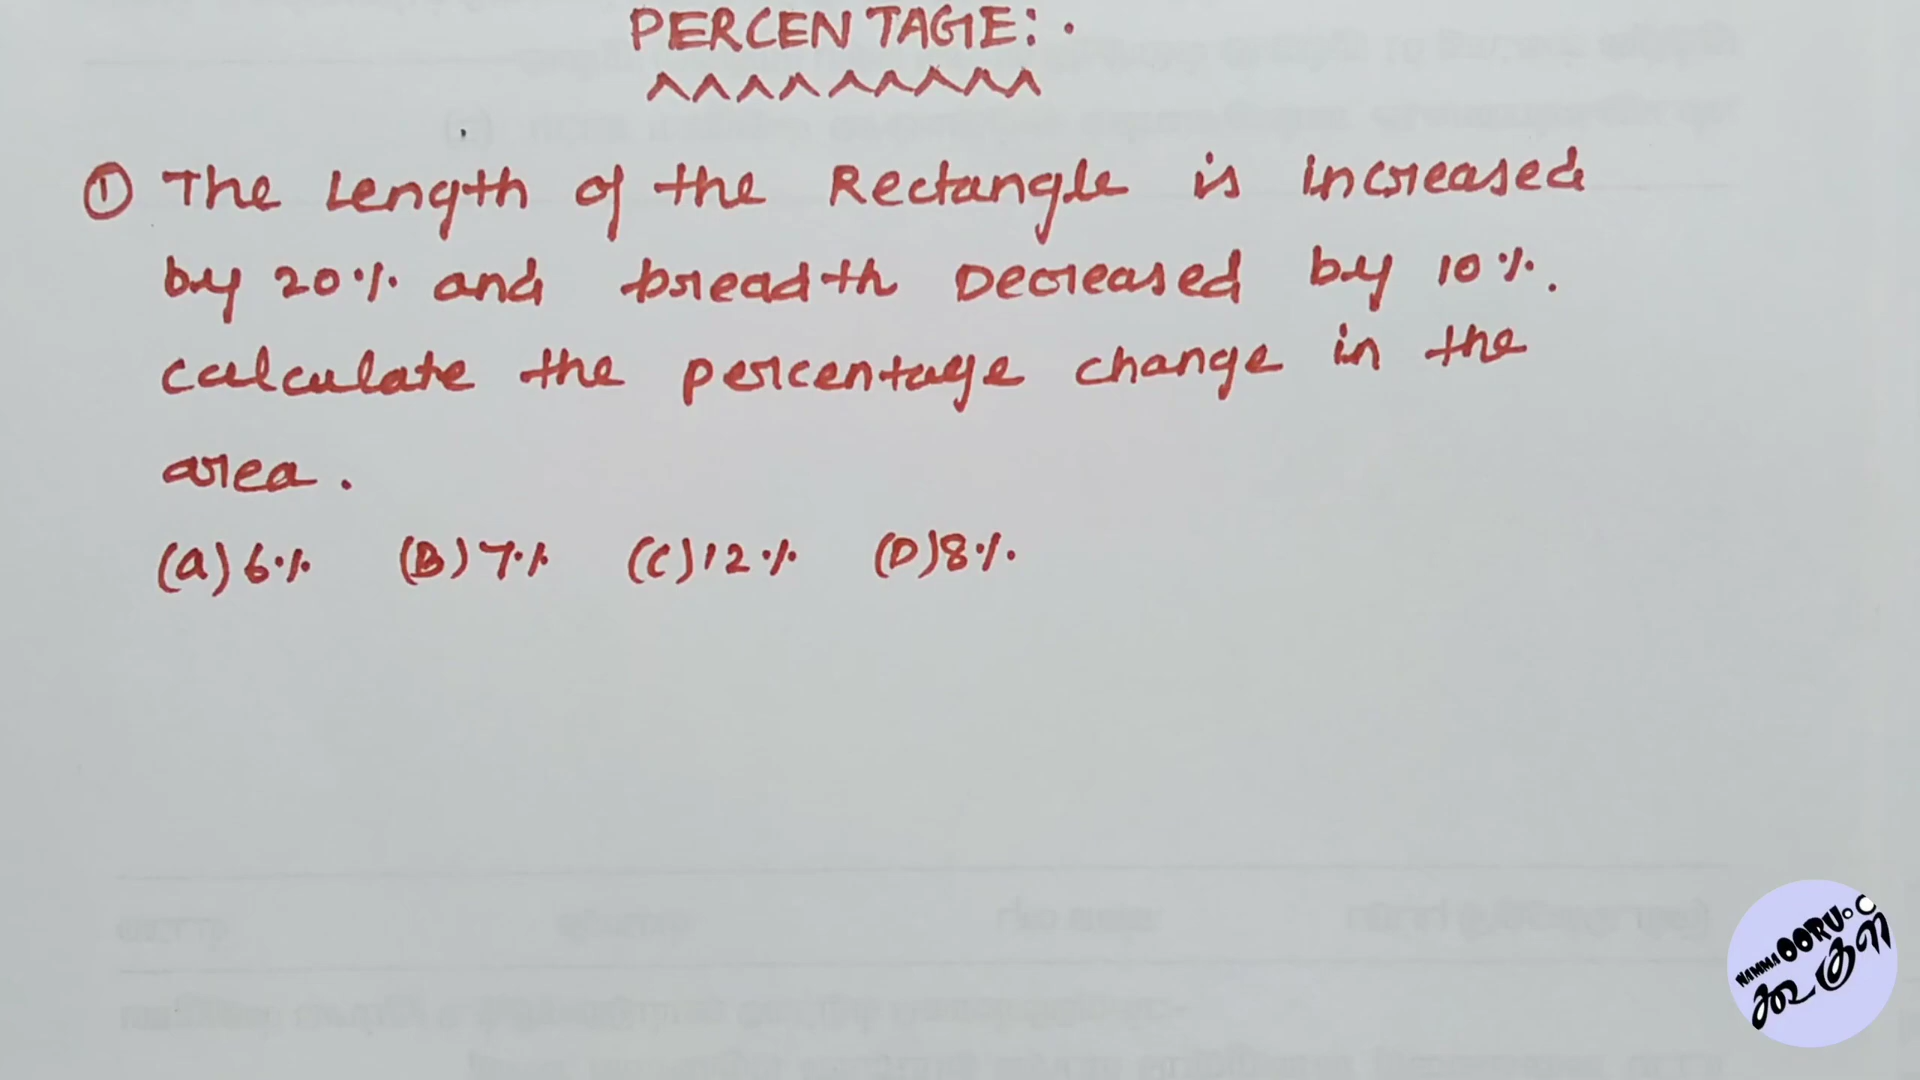 PERCENTAGE:
① The Length of the Rectangle is increased
by 20% and breadth Decreased by 10%.
calculate the percentage change in the
area.
(a) 6% (B) 7% (C) 12% (D) 8%
NAMMA OORU